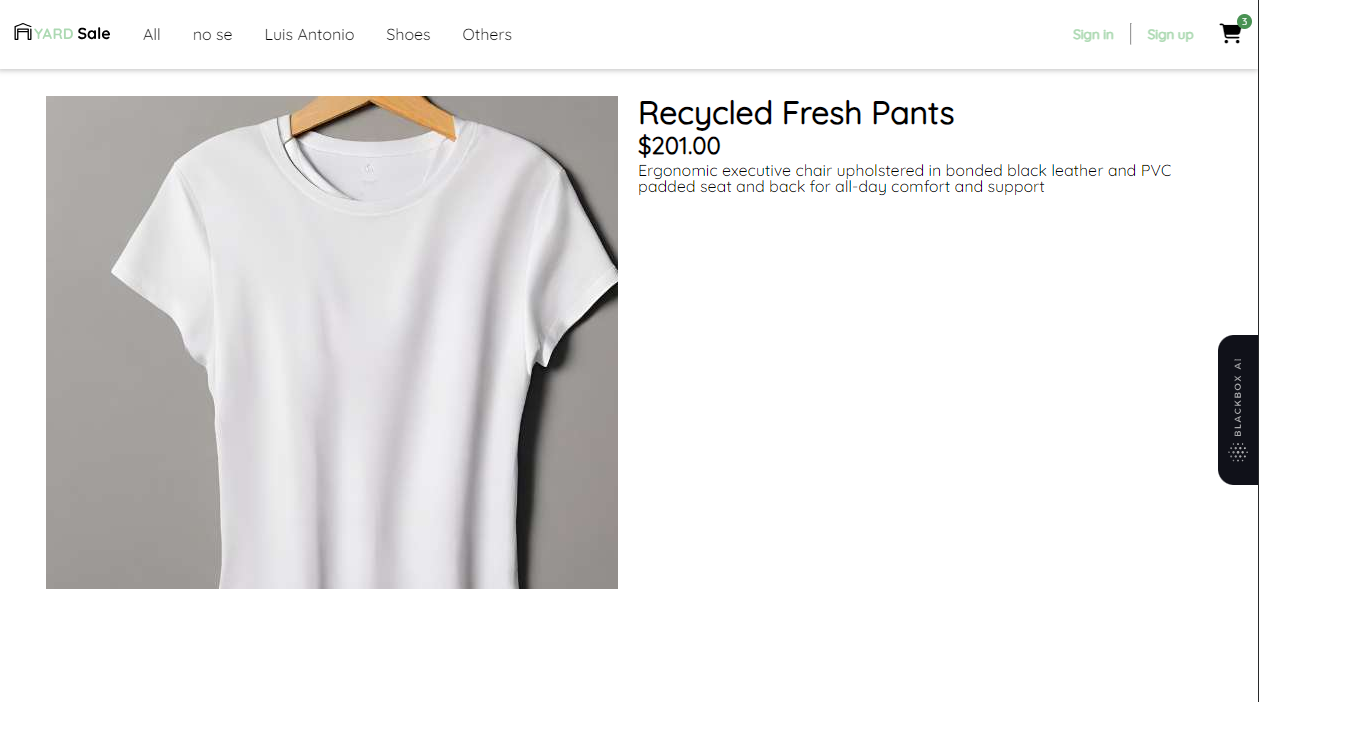 YARD Sale
All
no se
Luis Antonio
Shoes
Others
Sign in
Sign up
3
Recycled Fresh Pants
$201.00
Ergonomic executive chair upholstered in bonded black leather and PVC
padded seat and back for all-day comfort and support
BLACKBOX AI